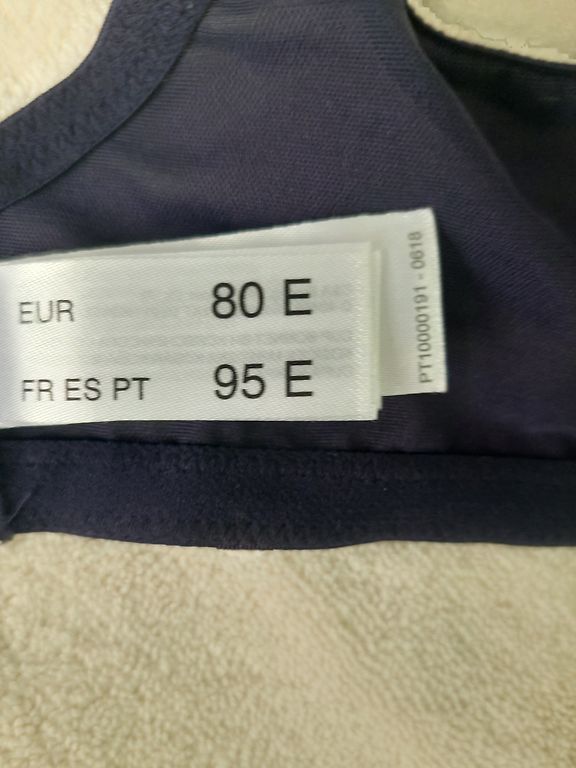 EUR 80 E
FR ES PT 95 E
PT10000191 - 0618